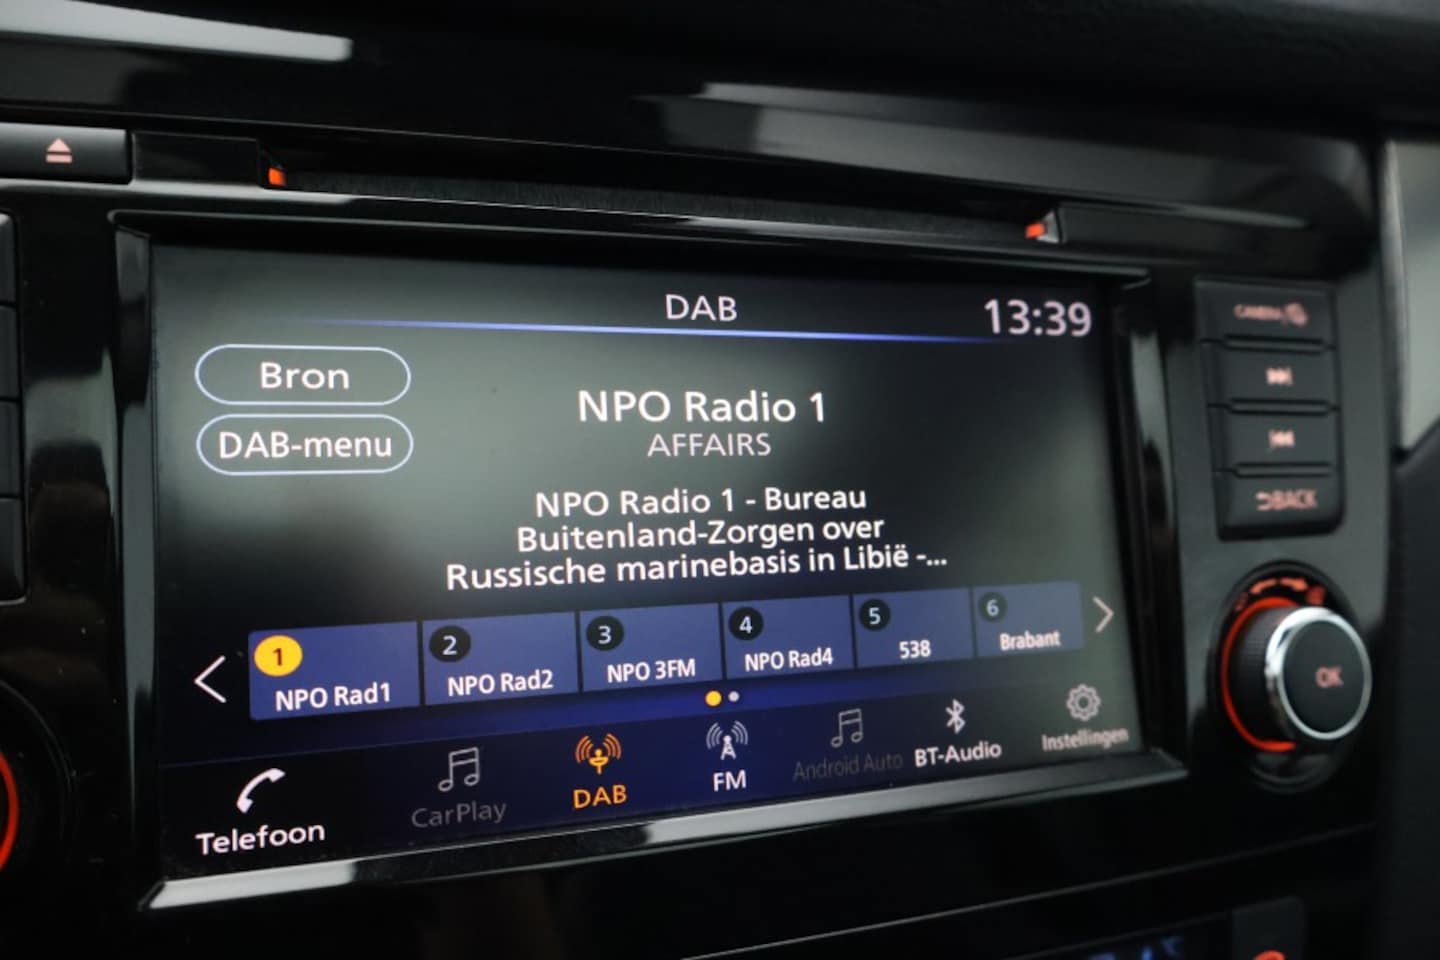 DAB
13:39
Bron
DAB-menu
NPO Radio 1
AFFAIRS
NPO Radio 1 - Bureau
Buitenland-Zorgen over
Russische marinebasis in Libië -...
1
NPO Rad1
2
NPO Rad2
3
NPO 3FM
4
NPO Rad4
5
538
6
Brabant
Telefoon
CarPlay
DAB
FM
Android Auto
BT-Audio
Instellingen
CAMERA
BACK
OK